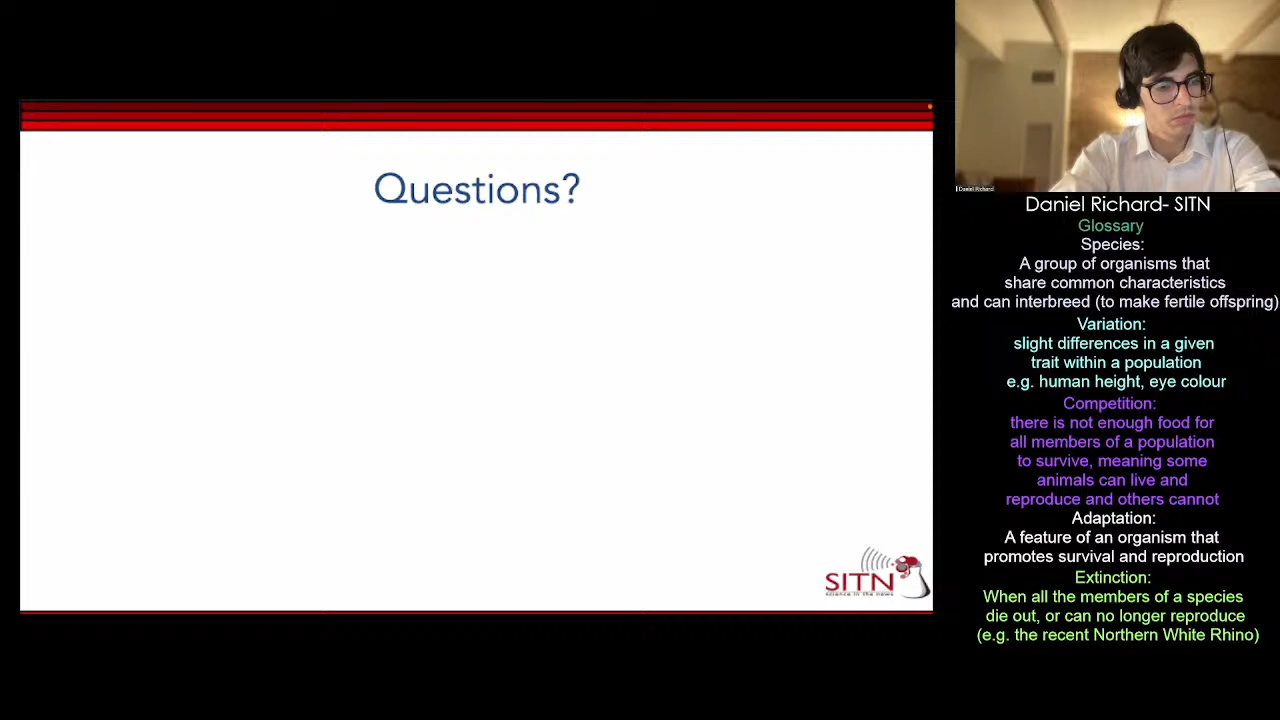 Questions?
SITN
science in the news
Daniel Richard
Daniel Richard- SITN
Glossary
Species:
A group of organisms that
share common characteristics
and can interbreed (to make fertile offspring)
Variation:
slight differences in a given
trait within a population
e.g. human height, eye colour
Competition:
there is not enough food for
all members of a population
to survive, meaning some
animals can live and
reproduce and others cannot
Adaptation:
A feature of an organism that
promotes survival and reproduction
Extinction:
When all the members of a species
die out, or can no longer reproduce
(e.g. the recent Northern White Rhino)